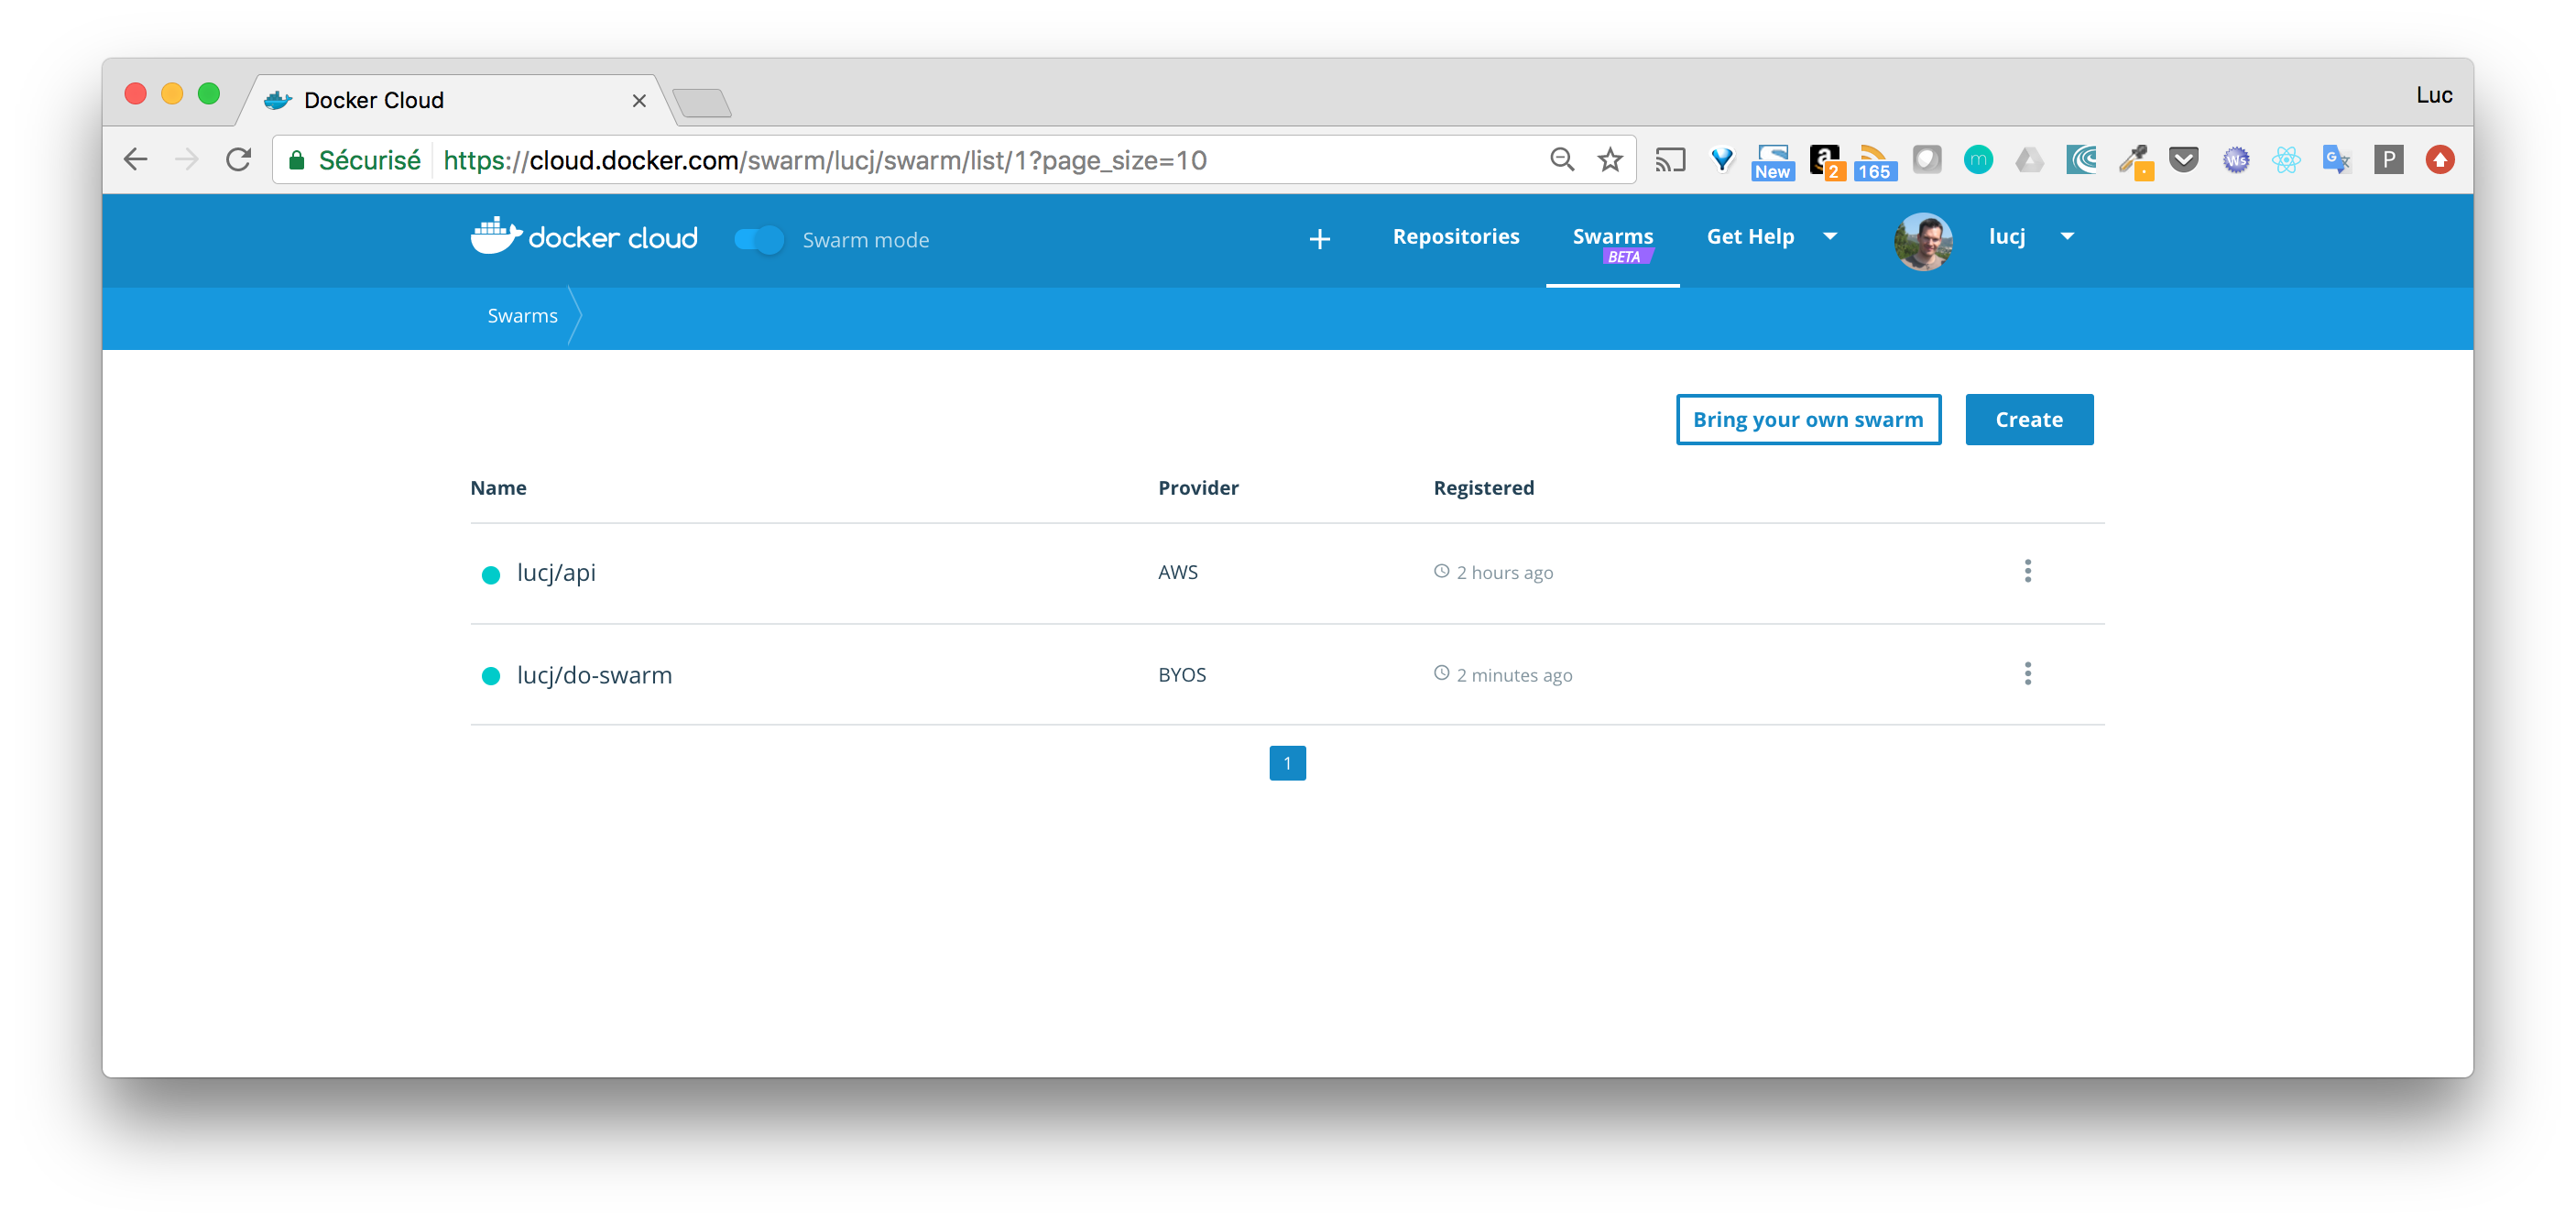 Docker Cloud
Luc
Sécurisé https://cloud.docker.com/swarm/lucj/swarm/list/1?page_size=10
New
a 2
165
m
Ws
G
P
docker cloud Swarm mode + Repositories Swarms Get Help lucj
BETA
Swarms
Bring your own swarm Create
Name Provider Registered
lucj/api AWS 2 hours ago
lucj/do-swarm BYOS 2 minutes ago
1